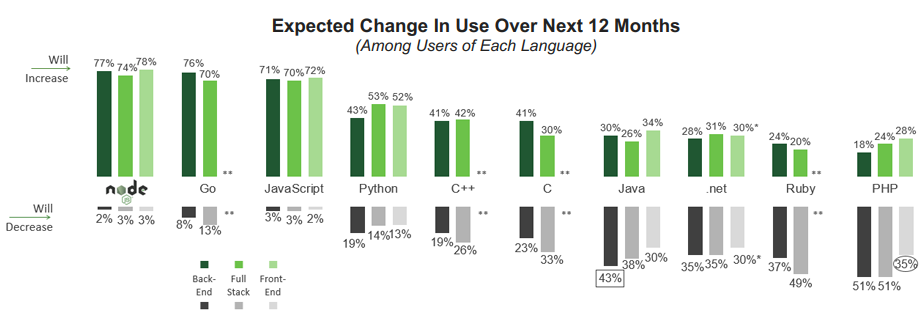 Expected Change In Use Over Next 12 Months
(Among Users of Each Language)
Will
Increase
77% 74% 78% 76% 70% 71% 70% 72% 43% 53% 52% 41% 42% 41% 30% 30% 26% 34% 28% 31% 30%* 24% 20% 18% 24% 28%
** ** ** **
node JS Go JavaScript Python C++ C Java .net Ruby PHP
Will
Decrease
** ** ** **
2% 3% 3% 8% 13% 3% 3% 2% 19% 14% 13% 19% 26% 23% 33% 43% 38% 30% 35% 35% 30%* 37% 49% 51% 51% 35%
Back-
End
Full
Stack
Front-
End